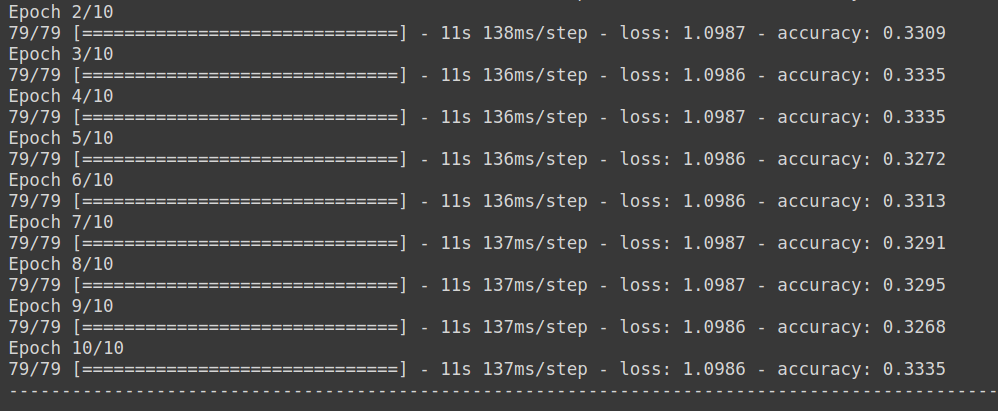 Epoch 2/10
79/79 [==============================] - 11s 138ms/step - loss: 1.0987 - accuracy: 0.3309
Epoch 3/10
79/79 [==============================] - 11s 136ms/step - loss: 1.0986 - accuracy: 0.3335
Epoch 4/10
79/79 [==============================] - 11s 136ms/step - loss: 1.0987 - accuracy: 0.3335
Epoch 5/10
79/79 [==============================] - 11s 136ms/step - loss: 1.0986 - accuracy: 0.3272
Epoch 6/10
79/79 [==============================] - 11s 136ms/step - loss: 1.0986 - accuracy: 0.3313
Epoch 7/10
79/79 [==============================] - 11s 137ms/step - loss: 1.0987 - accuracy: 0.3291
Epoch 8/10
79/79 [==============================] - 11s 137ms/step - loss: 1.0987 - accuracy: 0.3295
Epoch 9/10
79/79 [==============================] - 11s 137ms/step - loss: 1.0986 - accuracy: 0.3268
Epoch 10/10
79/79 [==============================] - 11s 137ms/step - loss: 1.0986 - accuracy: 0.3335
----------------------------------------------------------------------------------------------